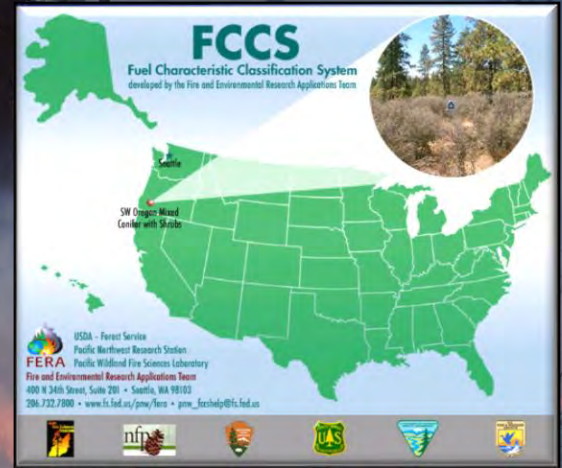 FCCS
Fuel Characteristic Classification System
developed by the Fire and Environmental Research Applications Team
Seattle
SW Oregon Mixed
Conifer with Shrubs
USDA - Forest Service
Pacific Northwest Research Station
FERA Pacific Wildland Fire Sciences Laboratory
Fire and Environmental Research Applications Team
400 N 34th Street, Suite 201 • Seattle, WA 98103
206.732.7800 • www.fs.fed.us/pnw/fera • pnw_fccshelp@fs.fed.us
nfp
US